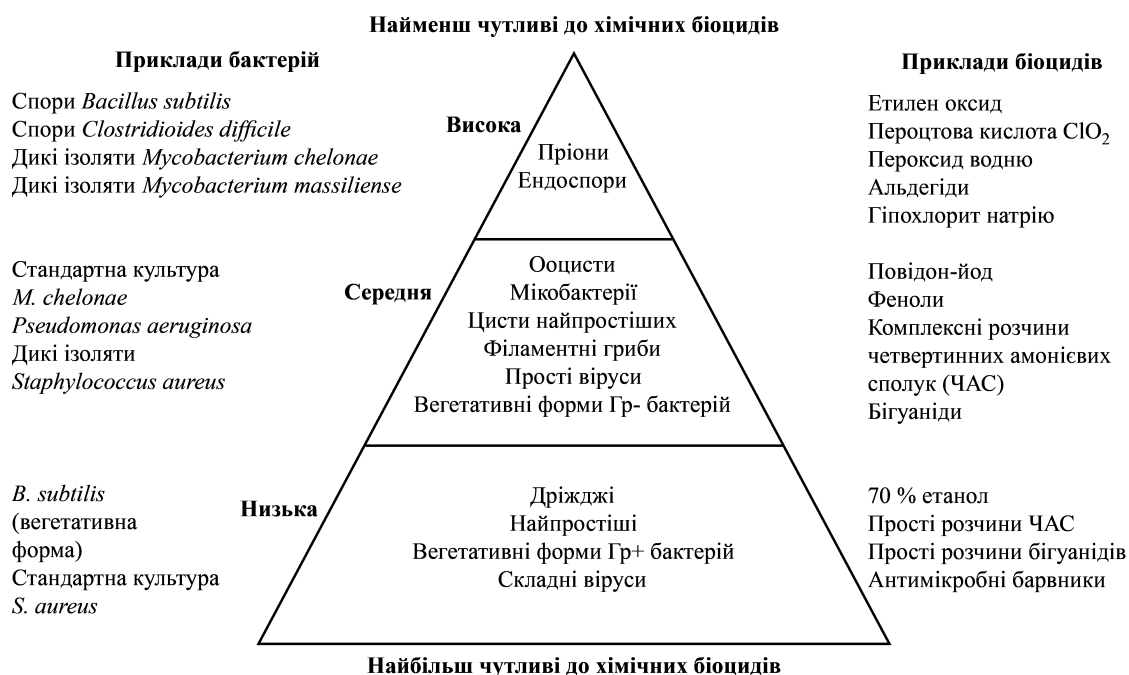 Найменш чутливі до хімічних біоцидів
Приклади бактерій
Спори Bacillus subtilis
Спори Clostridioides difficile
Дикі ізоляти Mycobacterium chelonae
Дикі ізоляти Mycobacterium massiliense
Висока
Пріони
Ендоспори
Приклади біоцидів
Етилен оксид
Пероцтова кислота ClO₂
Пероксид водню
Альдегіди
Гіпохлорит натрію
Стандартна культура
M. chelonae
Pseudomonas aeruginosa
Дикі ізоляти
Staphylococcus aureus
Середня
Ооцисти
Мікобактерії
Цисти найпростіших
Філаментні гриби
Прості віруси
Вегетативні форми Гр- бактерій
Повідон-йод
Феноли
Комплексні розчини
четвертинних амонієвих
сполук (ЧАС)
Бігуаніди
B. subtilis
(вегетативна
форма)
Стандартна культура
S. aureus
Низька
Дріжджі
Найпростіші
Вегетативні форми Гр+ бактерій
Складні віруси
70 % етанол
Прості розчини ЧАС
Прості розчини бігуанідів
Антимікробні барвники
Найбільш чутливі до хімічних біоцидів